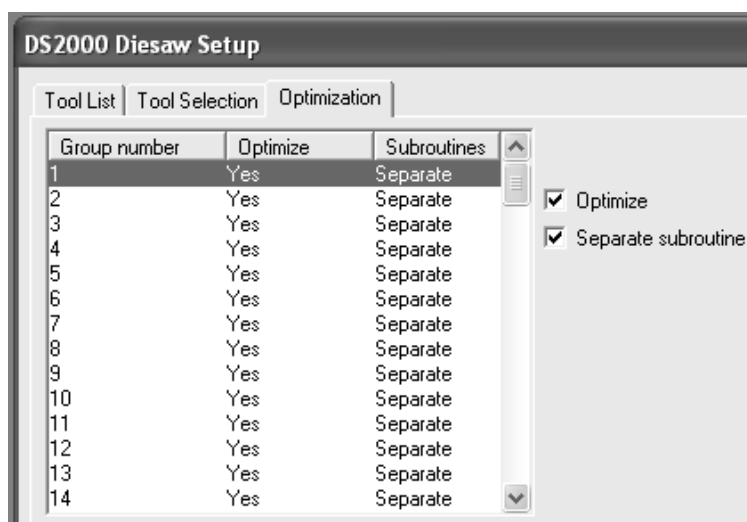 DS2000 Diesaw Setup
Tool List Tool Selection Optimization
Group number Optimize Subroutines
1 Yes Separate
2 Yes Separate
3 Yes Separate
4 Yes Separate
5 Yes Separate
6 Yes Separate
7 Yes Separate
8 Yes Separate
9 Yes Separate
10 Yes Separate
11 Yes Separate
12 Yes Separate
13 Yes Separate
14 Yes Separate
Optimize
Separate subroutine